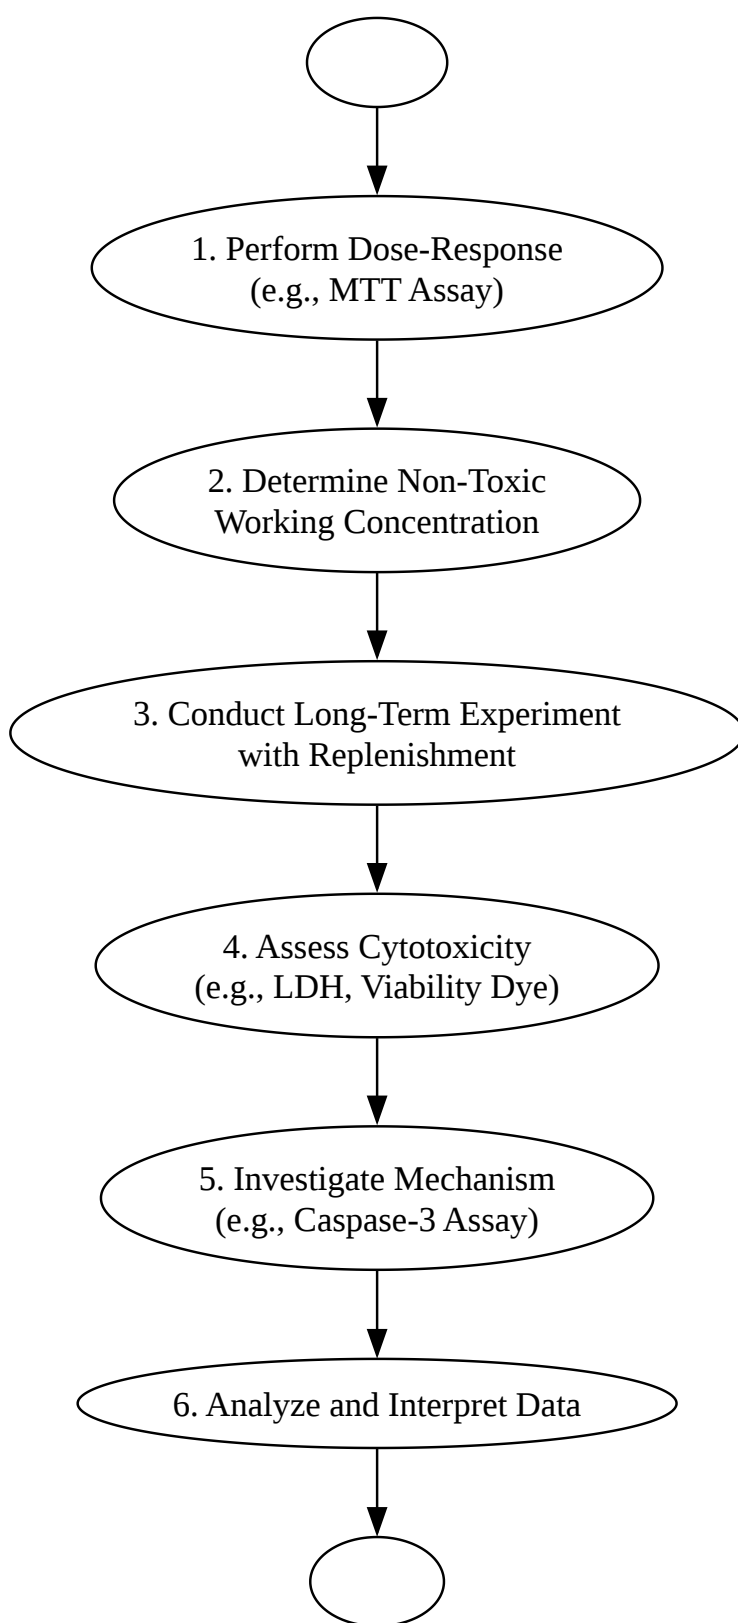 1. Perform Dose-Response
(e.g., MTT Assay)
2. Determine Non-Toxic
Working Concentration
3. Conduct Long-Term Experiment
with Replenishment
4. Assess Cytotoxicity
(e.g., LDH, Viability Dye)
5. Investigate Mechanism
(e.g., Caspase-3 Assay)
6. Analyze and Interpret Data